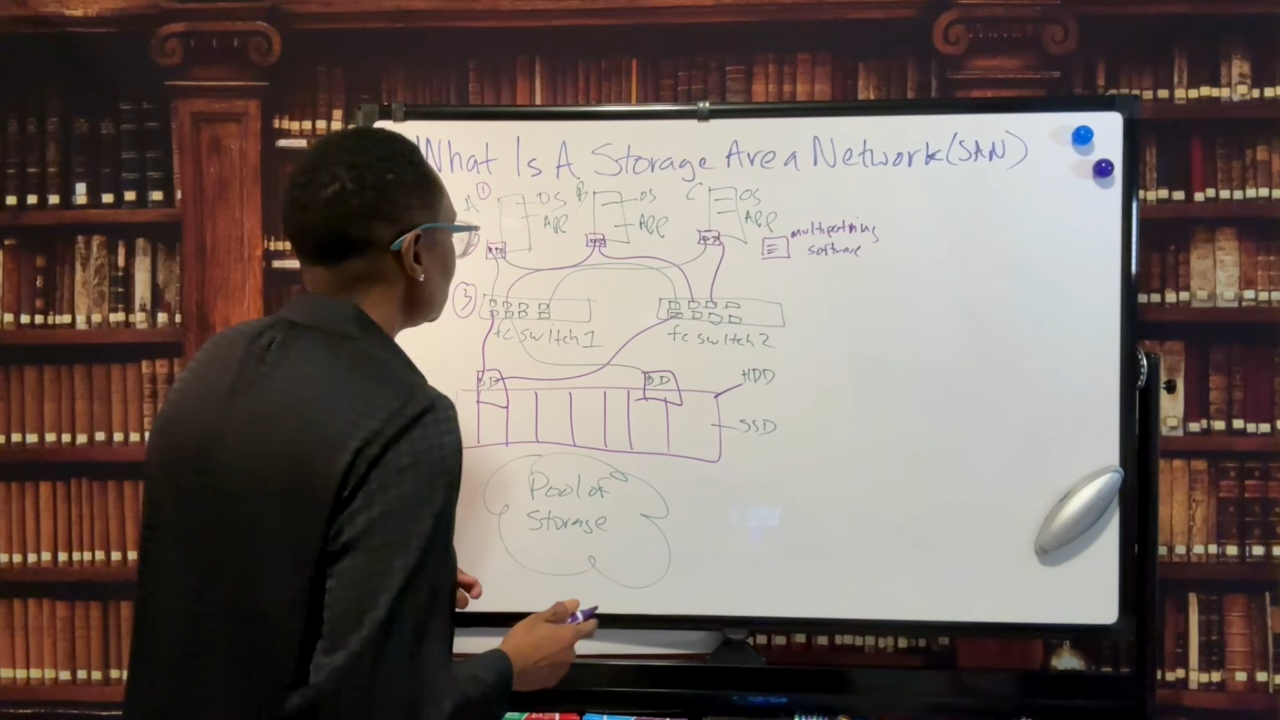 What Is A Storage Area Network (SAN)
A 1 OS B OS C OS
APP APP APP
multipathing
software
3
fc switch 1 fc switch 2
HDD
SSD
Pool of
Storage